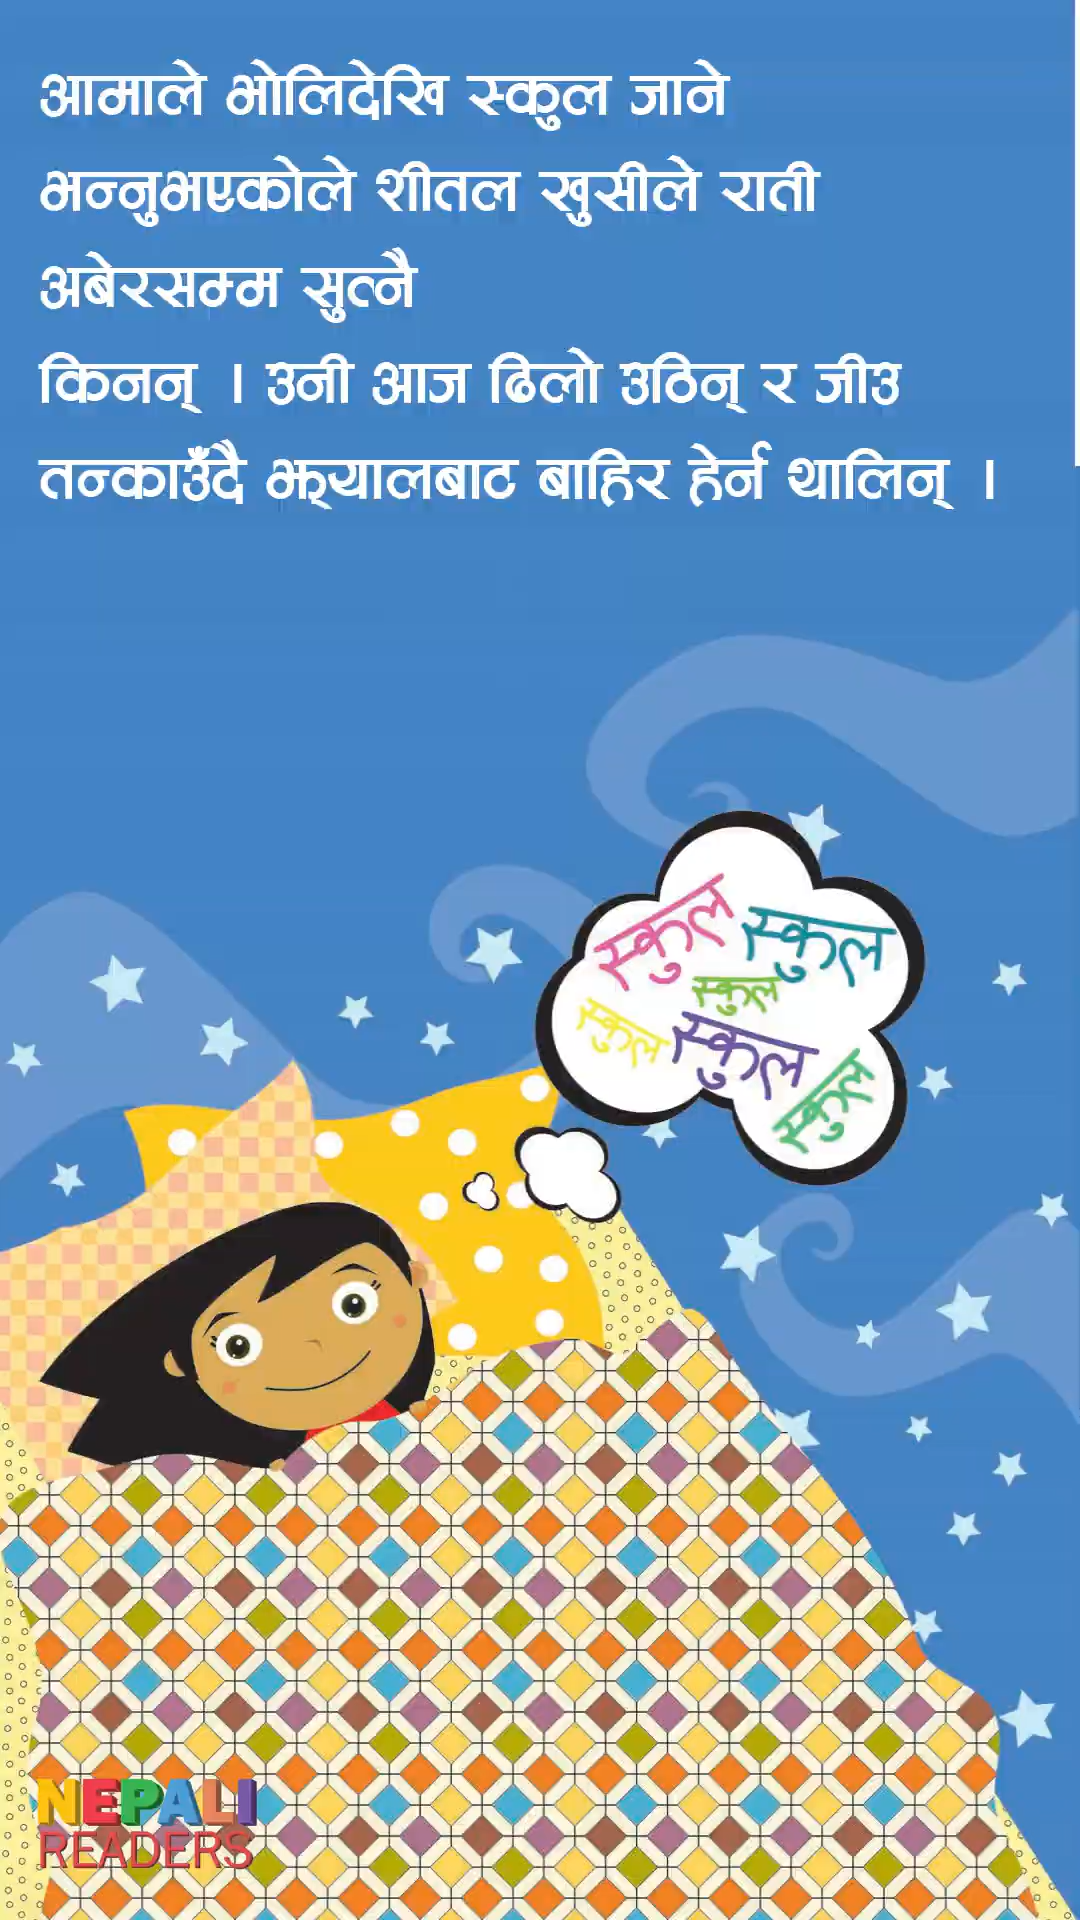 आमाले भोलिदेखि स्कुल जाने
भन्नुभएकोले शीतल खुसीले राती
अबेरसम्म सुत्नै
किनन् । उनी आज ढिलो उठिन् र जीउ
तन्काउँदै झ्यालबाट बाहिर हेर्न थालिन् ।
स्कुल स्कुल
स्कुल
स्कुल स्कुल
स्कुल
NEPALI
READERS